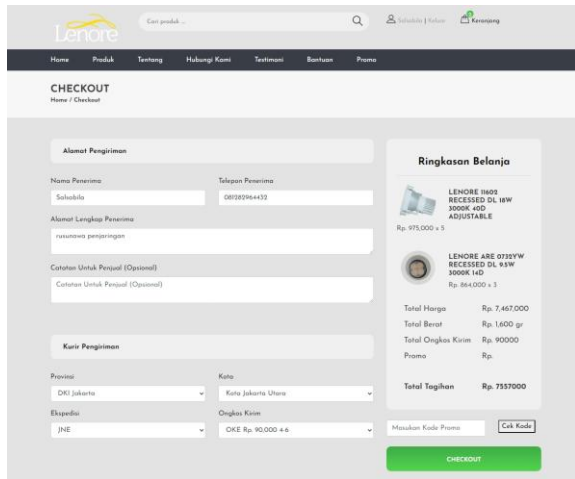 Lenore
Cari produk ...
Salsabila | Keluar
Keranjang
Home Produk Tentang Hubungi Kami Testimoni Bantuan Promo
CHECKOUT
Home / Checkout
Alamat Pengiriman
Nama Penerima Telepon Penerima
Salsabila 081282964432
Alamat Lengkap Penerima
rusunawa penjaringan
Catatan Untuk Penjual (Opsional)
Catatan Untuk Penjual (Opsional)
Kurir Pengiriman
Provinsi Kota
DKI Jakarta Kota Jakarta Utara
Ekspedisi Ongkos Kirim
JNE OKE Rp. 90,000 4-6
Ringkasan Belanja
LENORE 11602
RECESSED DL 18W
3000K 40D
ADJUSTABLE
Rp. 975,000 x 5
LENORE ARE 0732YW
RECESSED DL 9.5W
3000K 14D
Rp. 864,000 x 3
Total Harga Rp. 7,467,000
Total Berat Rp. 1,600 gr
Total Ongkos Kirim Rp. 90000
Promo Rp.
Total Tagihan Rp. 7557000
Masukan Kode Promo Cek Kode
CHECKOUT